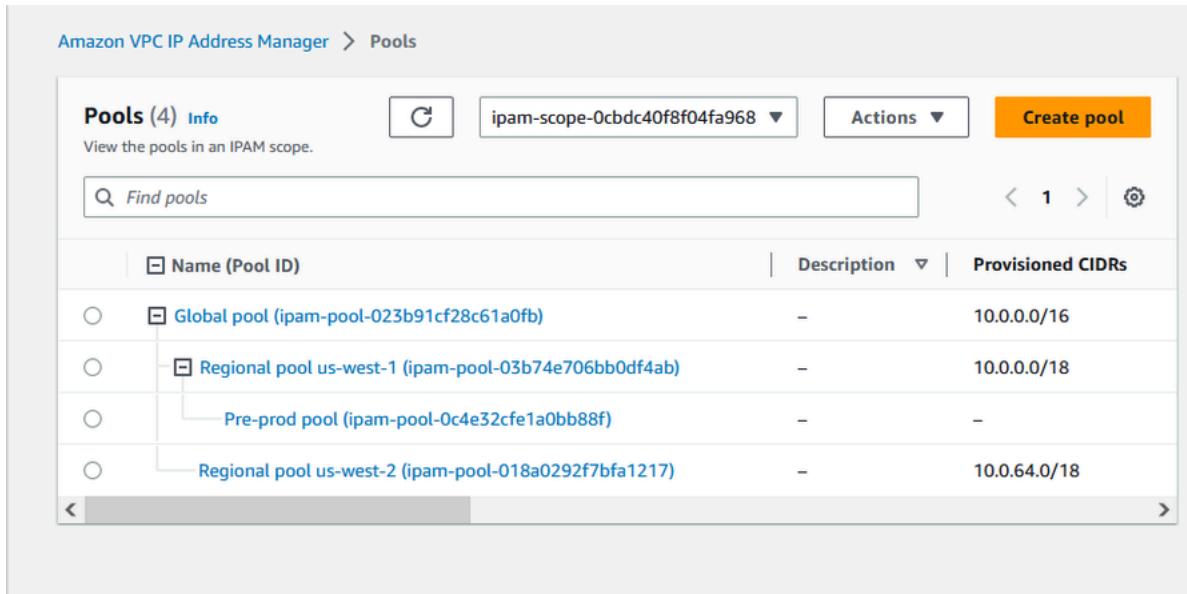 Amazon VPC IP Address Manager > Pools
Pools (4) Info
View the pools in an IPAM scope.
ipam-scope-0cbdc40f8f04fa968
Actions
Create pool
Find pools
1
Name (Pool ID) Description Provisioned CIDRs
Global pool (ipam-pool-023b91cf28c61a0fb) – 10.0.0.0/16
Regional pool us-west-1 (ipam-pool-03b74e706bb0df4ab) – 10.0.0.0/18
Pre-prod pool (ipam-pool-0c4e32cfe1a0bb88f) – –
Regional pool us-west-2 (ipam-pool-018a0292f7bfa1217) – 10.0.64.0/18